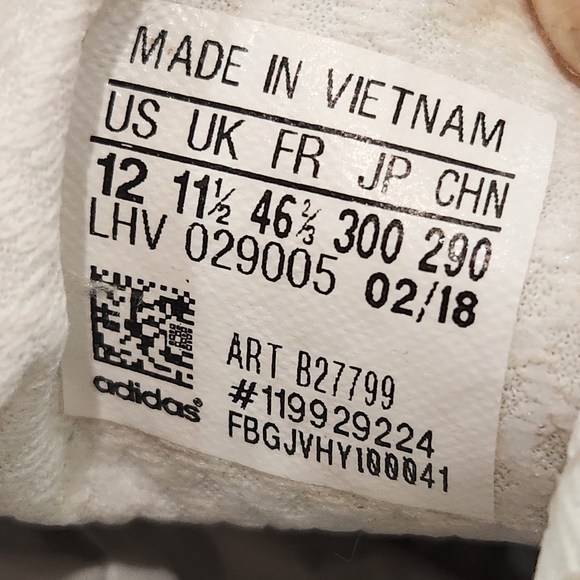 MADE IN VIETNAM
US UK FR JP CHN
12 11½ 46⅔ 300 290
LHV 029005 02/18
ART B27799
#119929224
adidas®
FBGJVHY100041